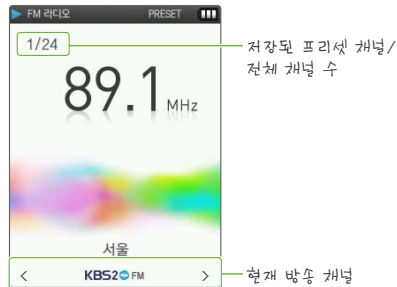 FM 라디오 PRESET
1/24
저장된 프리셋 채널/
전체 채널 수
89.1 MHz
서울
< KBS2 FM >
현재 방송 채널